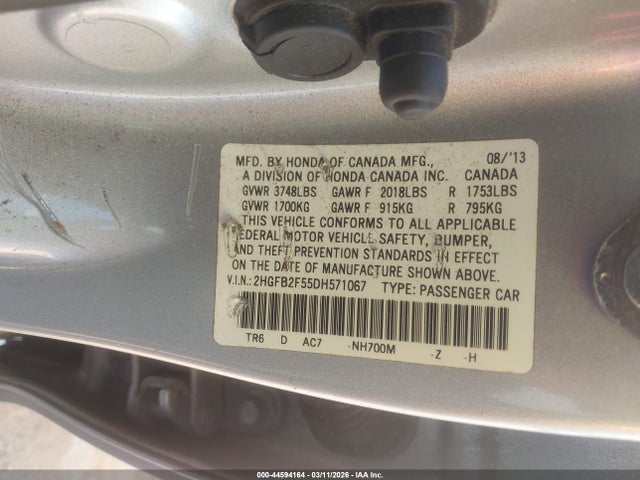 MFD. BY HONDA OF CANADA MFG., 08/'13
A DIVISION OF HONDA CANADA INC. CANADA
GVWR 3748LBS GAWR F 2018LBS R 1753LBS
GVWR 1700KG GAWR F 915KG R 795KG
THIS VEHICLE CONFORMS TO ALL APPLICABLE
FEDERAL MOTOR VEHICLE SAFETY, BUMPER,
AND THEFT PREVENTION STANDARDS IN EFFECT
ON THE DATE OF MANUFACTURE SHOWN ABOVE.
V.I.N.: 2HGFB2F55DH571067 TYPE: PASSENGER CAR
TR6 D AC7 -NH700M -Z -H
000-44594164 | 03/11/2026 | IAA Inc.